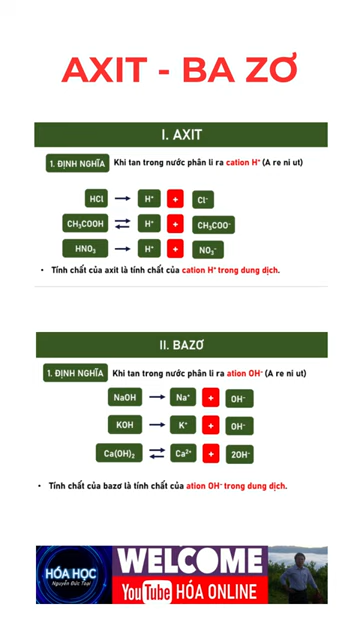 AXIT - BA ZƠ
I. AXIT
1. ĐỊNH NGHĨA Khi tan trong nước phân li ra cation H⁺ (A re ni ut)
HCl → H⁺ + Cl⁻
CH₃COOH ⇌ H⁺ + CH₃COO⁻
HNO₃ → H⁺ + NO₃⁻
• Tính chất của axit là tính chất của cation H⁺ trong dung dịch.
II. BAZƠ
1. ĐỊNH NGHĨA Khi tan trong nước phân li ra ation OH⁻ (A re ni ut)
NaOH → Na⁺ + OH⁻
KOH → K⁺ + OH⁻
Ca(OH)₂ ⇌ Ca²⁺ + 2OH⁻
• Tính chất của bazơ là tính chất của ation OH⁻ trong dung dịch.
HÓA HỌC
Nguyễn Đức Toại
WELCOME
YouTube HÓA ONLINE